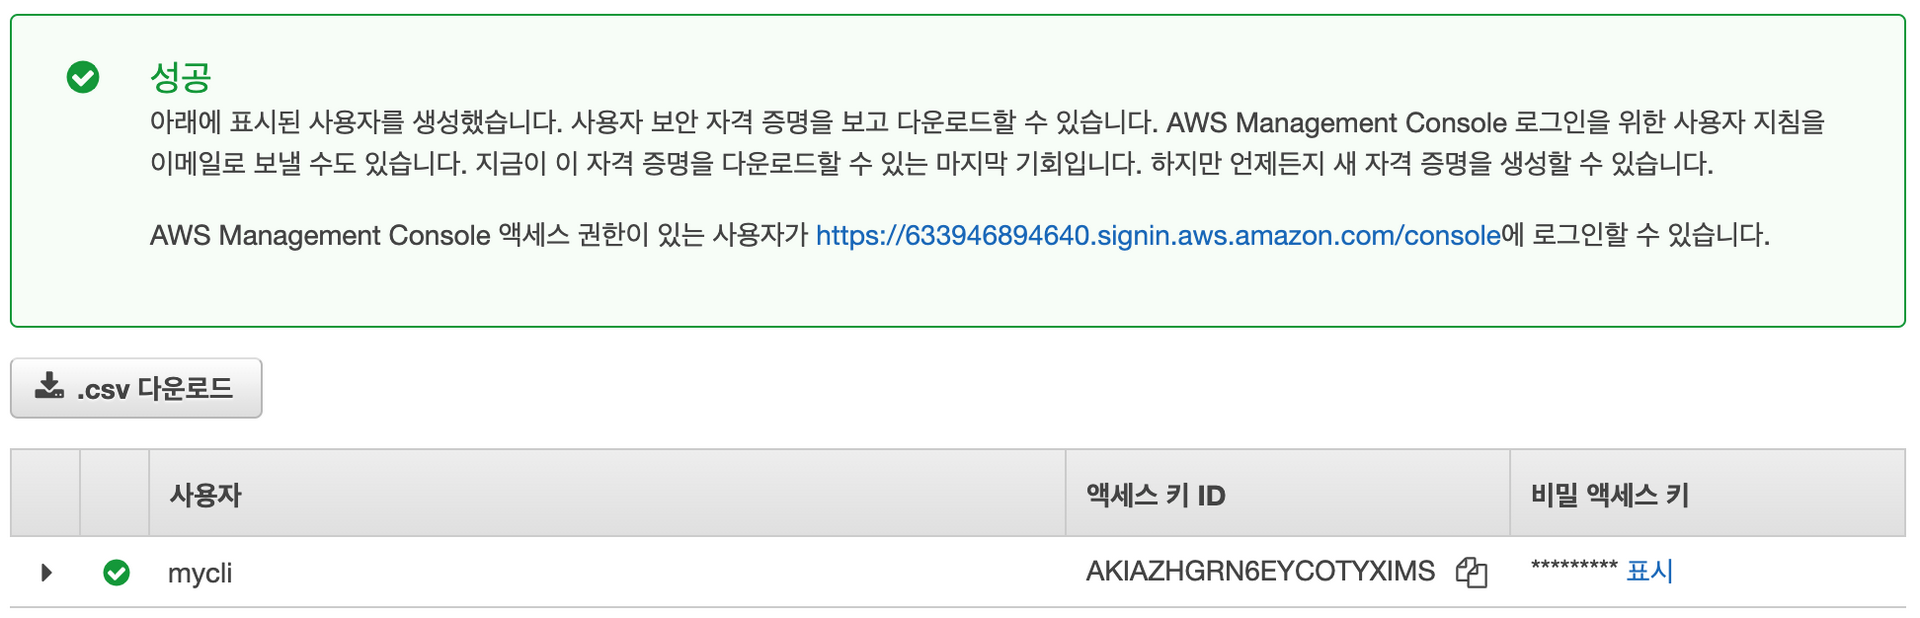 성공
아래에 표시된 사용자를 생성했습니다. 사용자 보안 자격 증명을 보고 다운로드할 수 있습니다. AWS Management Console 로그인을 위한 사용자 지침을
이메일로 보낼 수도 있습니다. 지금이 이 자격 증명을 다운로드할 수 있는 마지막 기회입니다. 하지만 언제든지 새 자격 증명을 생성할 수 있습니다.
AWS Management Console 액세스 권한이 있는 사용자가 https://633946894640.signin.aws.amazon.com/console에 로그인할 수 있습니다.
.csv 다운로드
사용자 액세스 키 ID 비밀 액세스 키
mycli AKIAZHGRN6EYCOTYXIMS ********* 표시